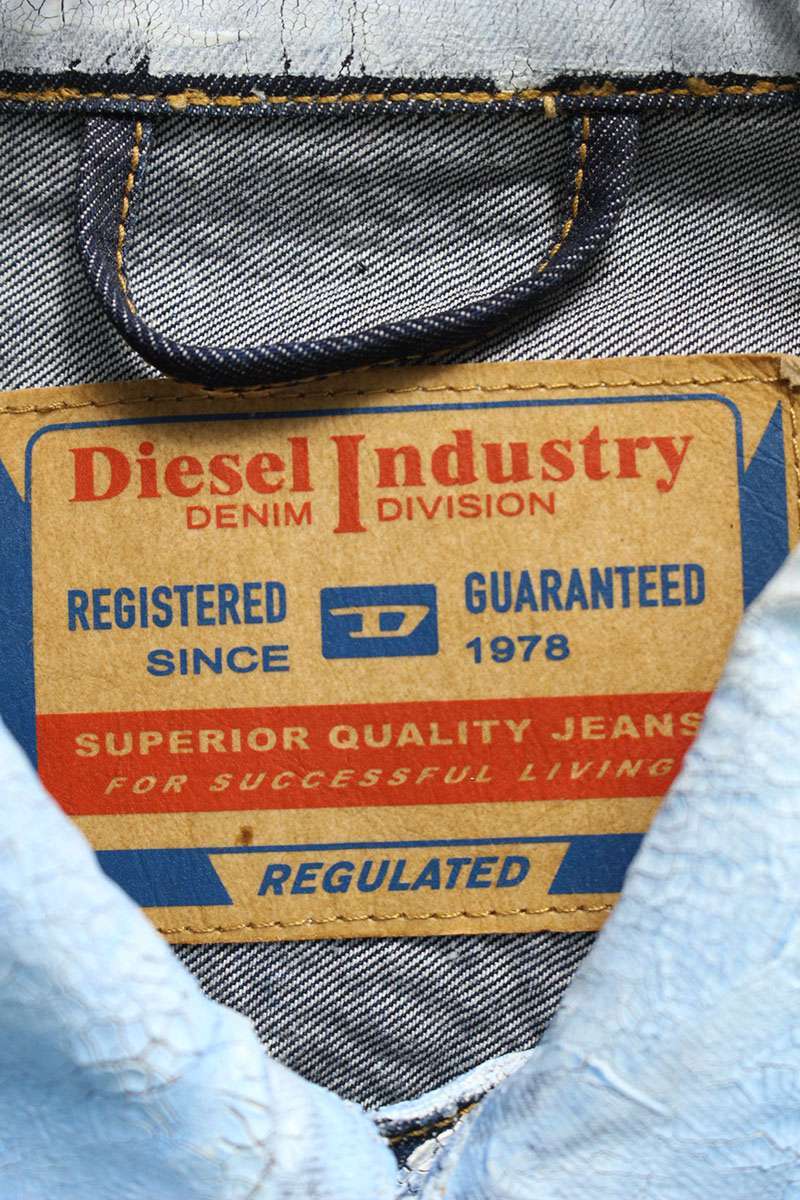 Diesel Industry
DENIM DIVISION
REGISTERED D GUARANTEED
SINCE 1978
SUPERIOR QUALITY JEANS
FOR SUCCESSFUL LIVING
REGULATED